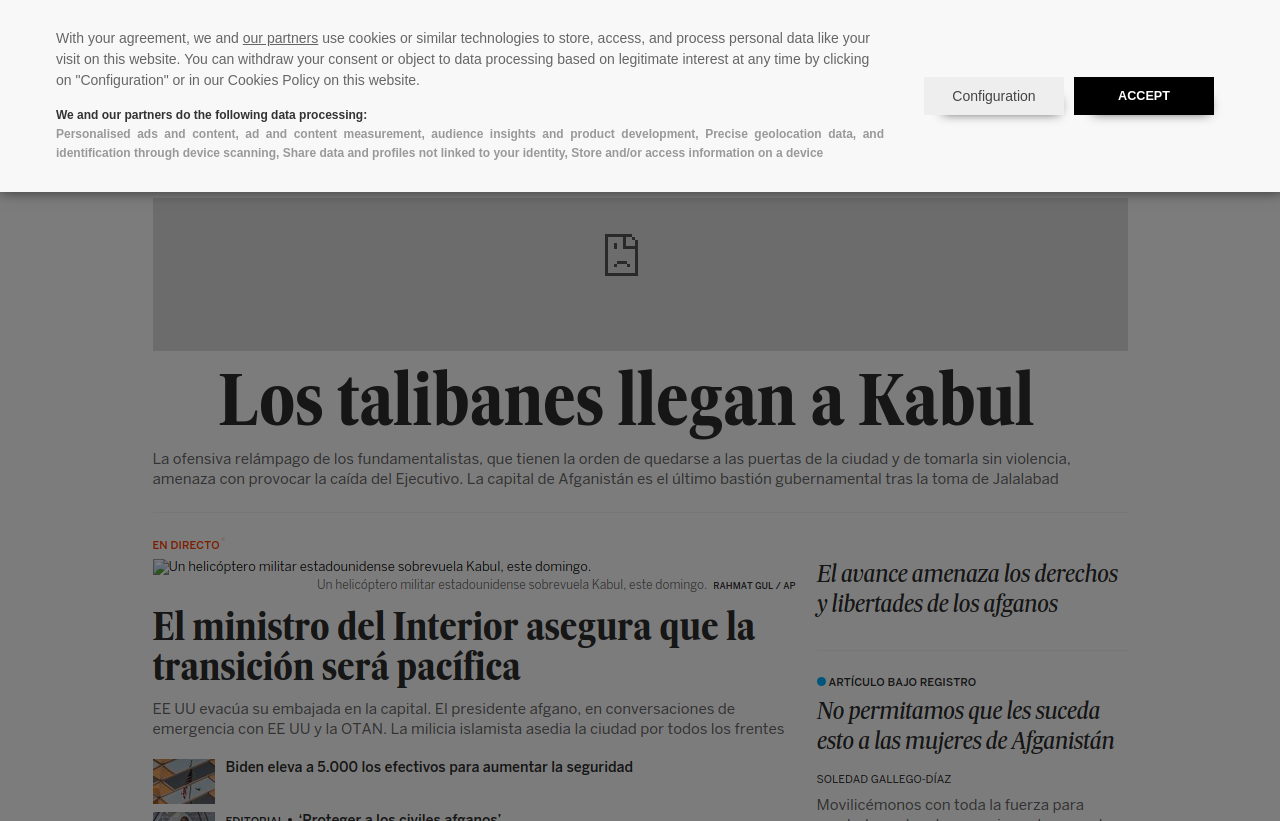 With your agreement, we and our partners use cookies or similar technologies to store, access, and process personal data like your
visit on this website. You can withdraw your consent or object to data processing based on legitimate interest at any time by clicking
on "Configuration" or in our Cookies Policy on this website.
We and our partners do the following data processing:
Personalised ads and content, ad and content measurement, audience insights and product development, Precise geolocation data, and
identification through device scanning, Share data and profiles not linked to your identity, Store and/or access information on a device
Configuration
ACCEPT
Los talibanes llegan a Kabul
La ofensiva relámpago de los fundamentalistas, que tienen la orden de quedarse a las puertas de la ciudad y de tomarla sin violencia,
amenaza con provocar la caída del Ejecutivo. La capital de Afganistán es el último bastión gubernamental tras la toma de Jalalabad
EN DIRECTO
Un helicóptero militar estadounidense sobrevuela Kabul, este domingo.
Un helicóptero militar estadounidense sobrevuela Kabul, este domingo. RAHMAT GUL / AP
El ministro del Interior asegura que la
transición será pacífica
EE UU evacúa su embajada en la capital. El presidente afgano, en conversaciones de
emergencia con EE UU y la OTAN. La milicia islamista asedia la ciudad por todos los frentes
Biden eleva a 5.000 los efectivos para aumentar la seguridad
EDITORIAL • ‘Proteger a los civiles afganos’
El avance amenaza los derechos
y libertades de los afganos
ARTÍCULO BAJO REGISTRO
No permitamos que les suceda
esto a las mujeres de Afganistán
SOLEDAD GALLEGO-DÍAZ
Movilicémonos con toda la fuerza para